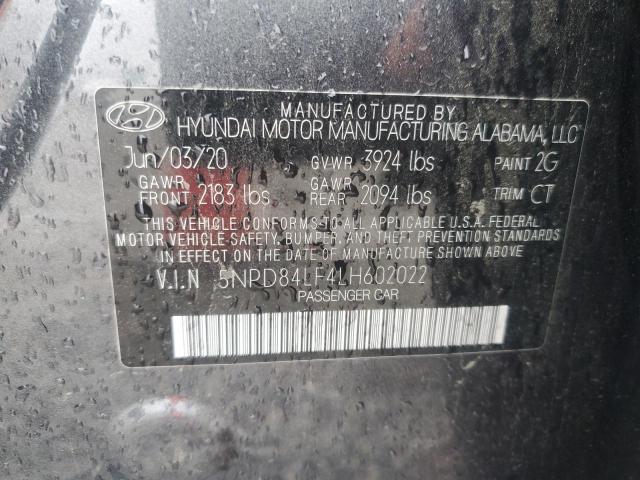 MANUFACTURED BY
HYUNDAI MOTOR MANUFACTURING ALABAMA, LLC
Jun/03/20 GVWR 3924 lbs PAINT 2G
GAWR FRONT 2183 lbs GAWR REAR 2094 lbs TRIM CT
THIS VEHICLE CONFORMS TO ALL APPLICABLE U.S.A. FEDERAL
MOTOR VEHICLE SAFETY, BUMPER, AND THEFT PREVENTION
STANDARDS IN EFFECT ON THE DATE OF MANUFACTURE SHOWN ABOVE.
V.I.N 5NPD84LF4LH602022
PASSENGER CAR